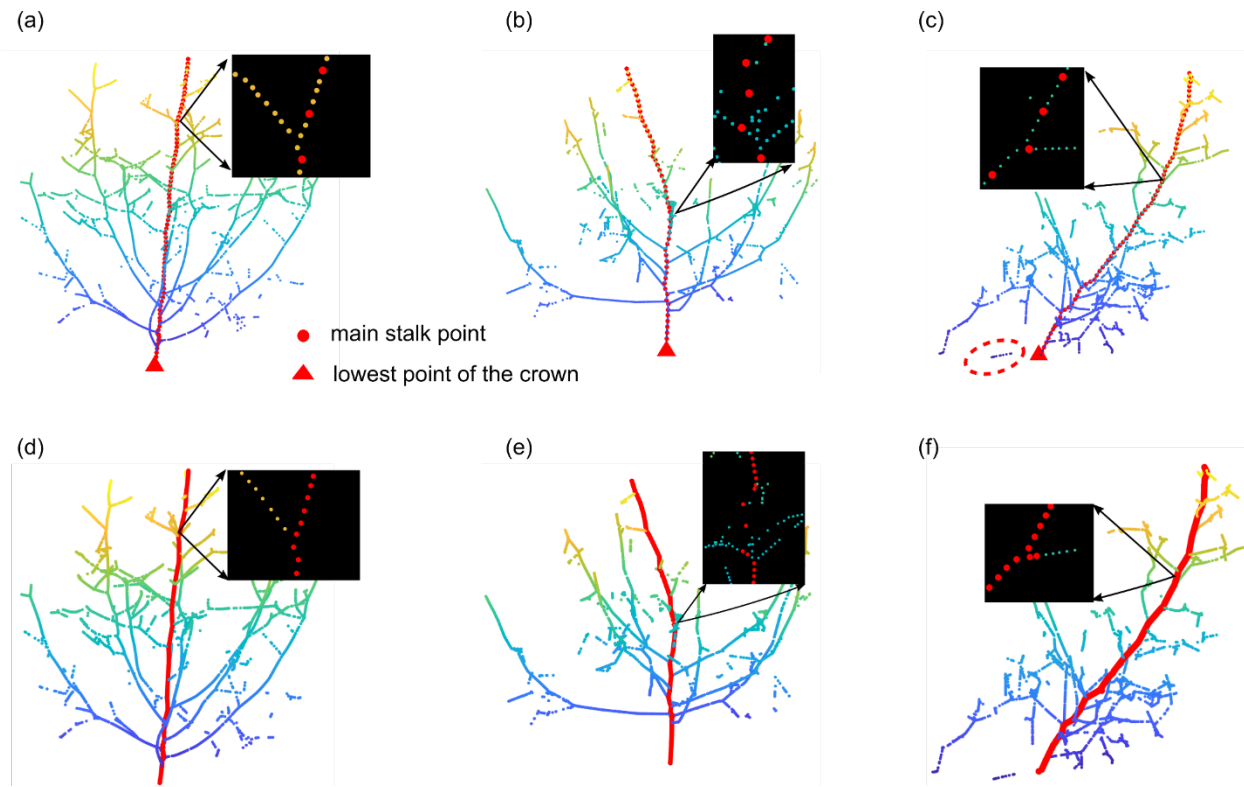 (a)
(b)
(c)
main stalk point
lowest point of the crown
(d)
(e)
(f)